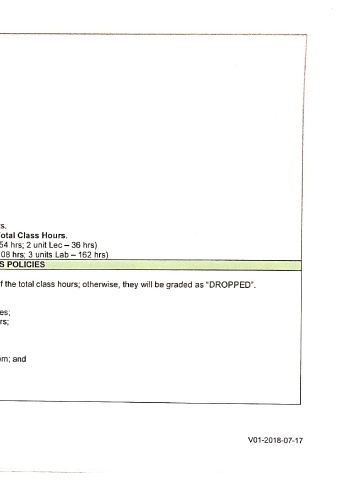 s.
otal Class Hours.
54 hrs; 2 unit Lec – 36 hrs)
08 hrs; 3 units Lab – 162 hrs)
S POLICIES
f the total class hours; otherwise, they will be graded as "DROPPED".
es;
rs;
om; and
V01-2018-07-17